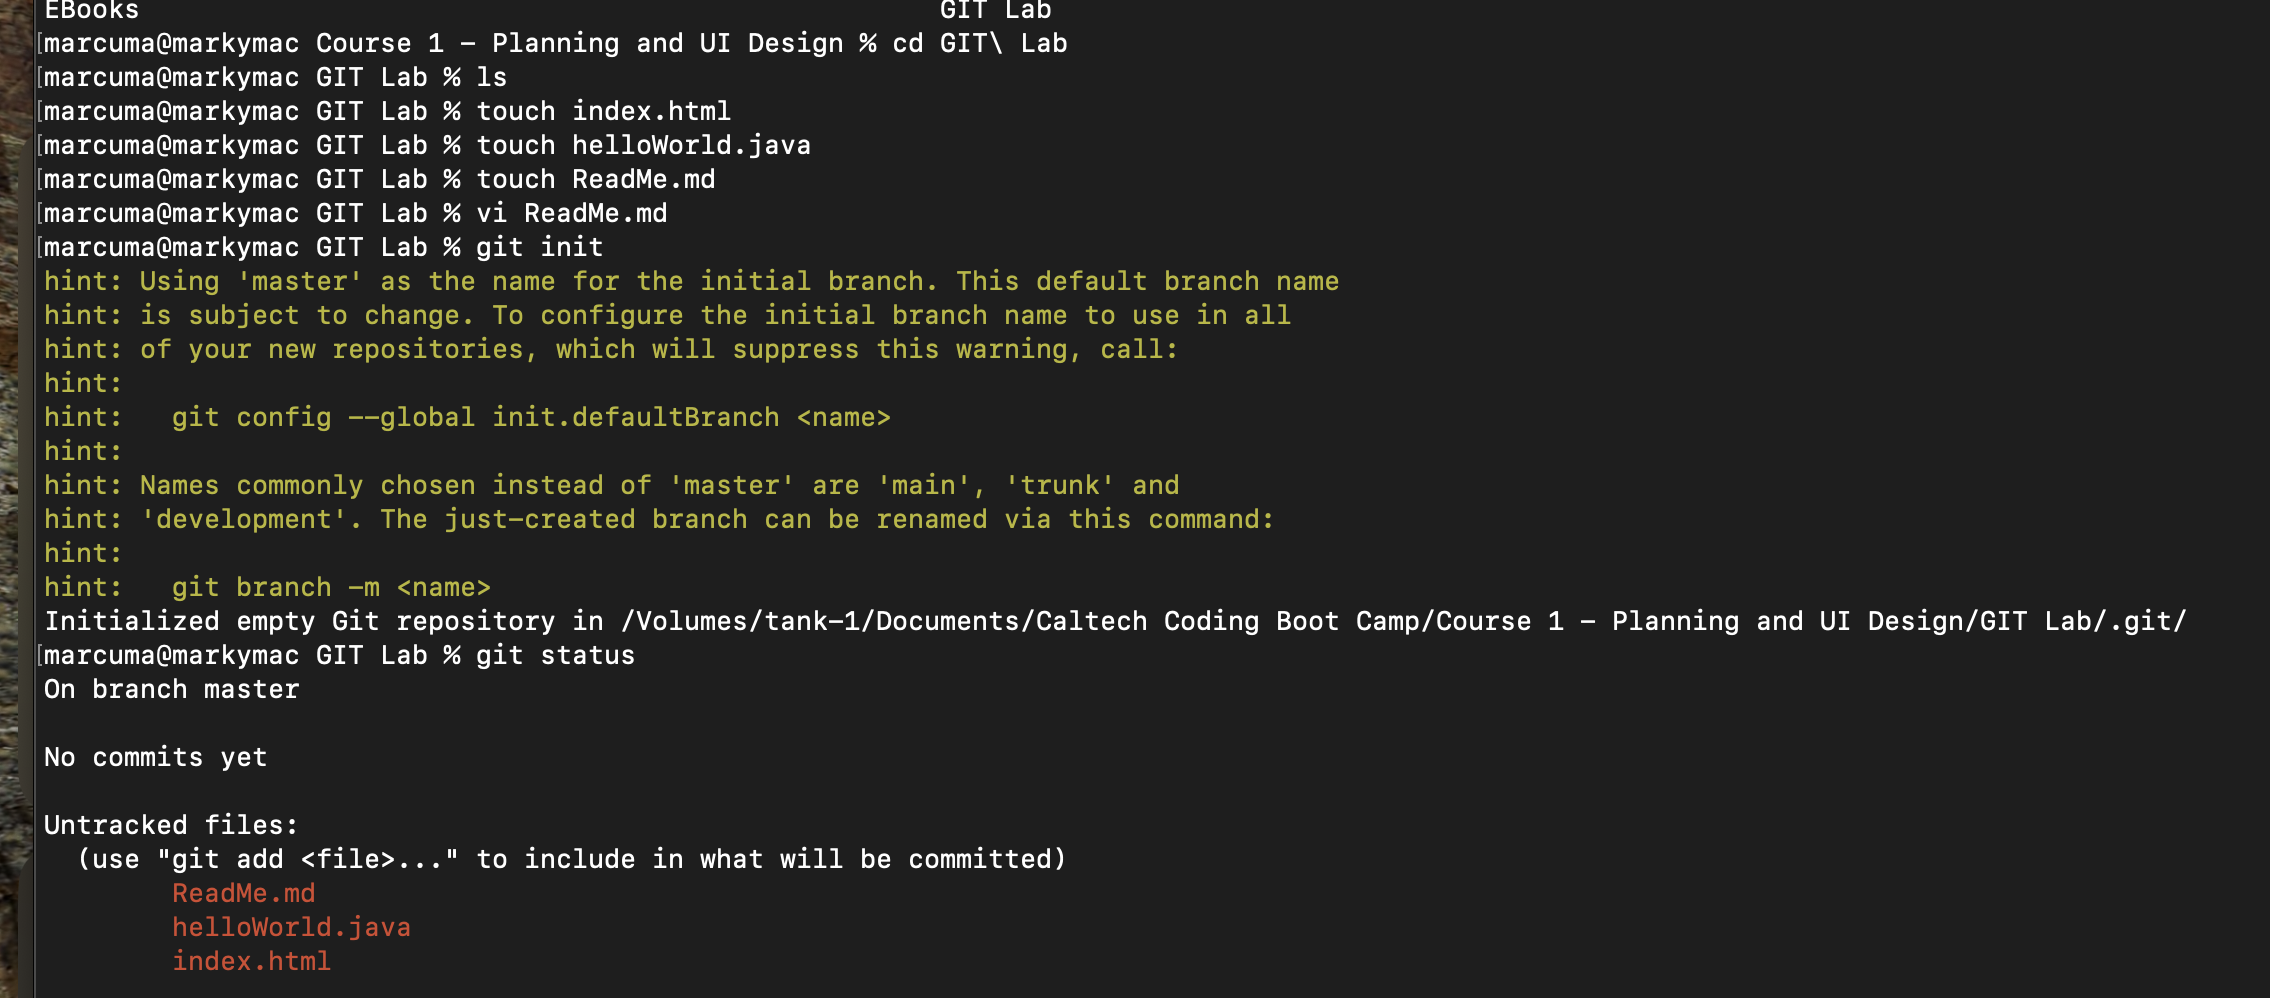 EBooks GIT Lab
[marcuma@markymac Course 1 - Planning and UI Design % cd GIT\ Lab
[marcuma@markymac GIT Lab % ls
[marcuma@markymac GIT Lab % touch index.html
[marcuma@markymac GIT Lab % touch helloWorld.java
[marcuma@markymac GIT Lab % touch ReadMe.md
[marcuma@markymac GIT Lab % vi ReadMe.md
[marcuma@markymac GIT Lab % git init
hint: Using 'master' as the name for the initial branch. This default branch name
hint: is subject to change. To configure the initial branch name to use in all
hint: of your new repositories, which will suppress this warning, call:
hint:
hint:   git config --global init.defaultBranch <name>
hint:
hint: Names commonly chosen instead of 'master' are 'main', 'trunk' and
hint: 'development'. The just-created branch can be renamed via this command:
hint:
hint:   git branch -m <name>
Initialized empty Git repository in /Volumes/tank-1/Documents/Caltech Coding Boot Camp/Course 1 - Planning and UI Design/GIT Lab/.git/
[marcuma@markymac GIT Lab % git status
On branch master
No commits yet
Untracked files:
  (use "git add <file>..." to include in what will be committed)
        ReadMe.md
        helloWorld.java
        index.html